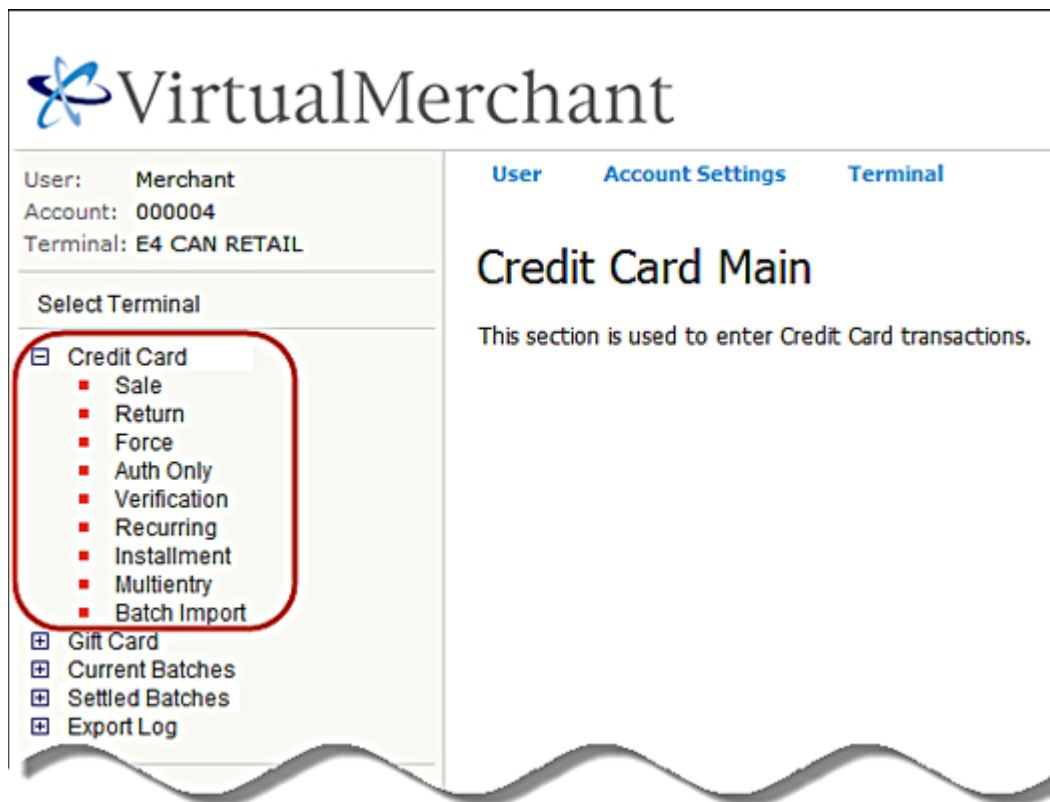 VirtualMerchant
User: Merchant
Account: 000004
Terminal: E4 CAN RETAIL
Select Terminal
Credit Card
Sale
Return
Force
Auth Only
Verification
Recurring
Installment
Multientry
Batch Import
Gift Card
Current Batches
Settled Batches
Export Log
User Account Settings Terminal
Credit Card Main
This section is used to enter Credit Card transactions.